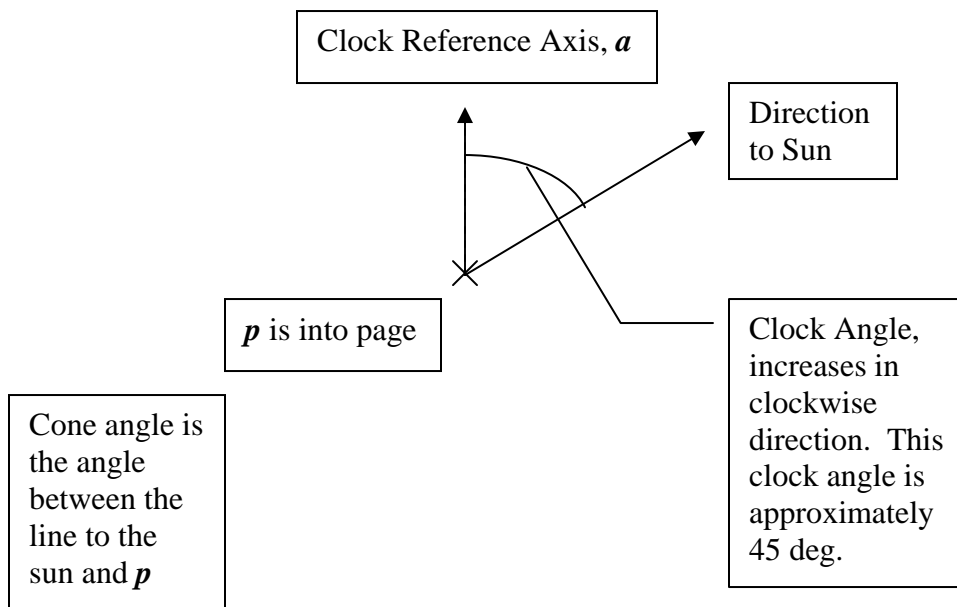 Clock Reference Axis, a
Direction
to Sun
p is into page
Clock Angle,
increases in
clockwise
direction.  This
clock angle is
approximately
45 deg.
Cone angle is
the angle
between the
line to the
sun and p